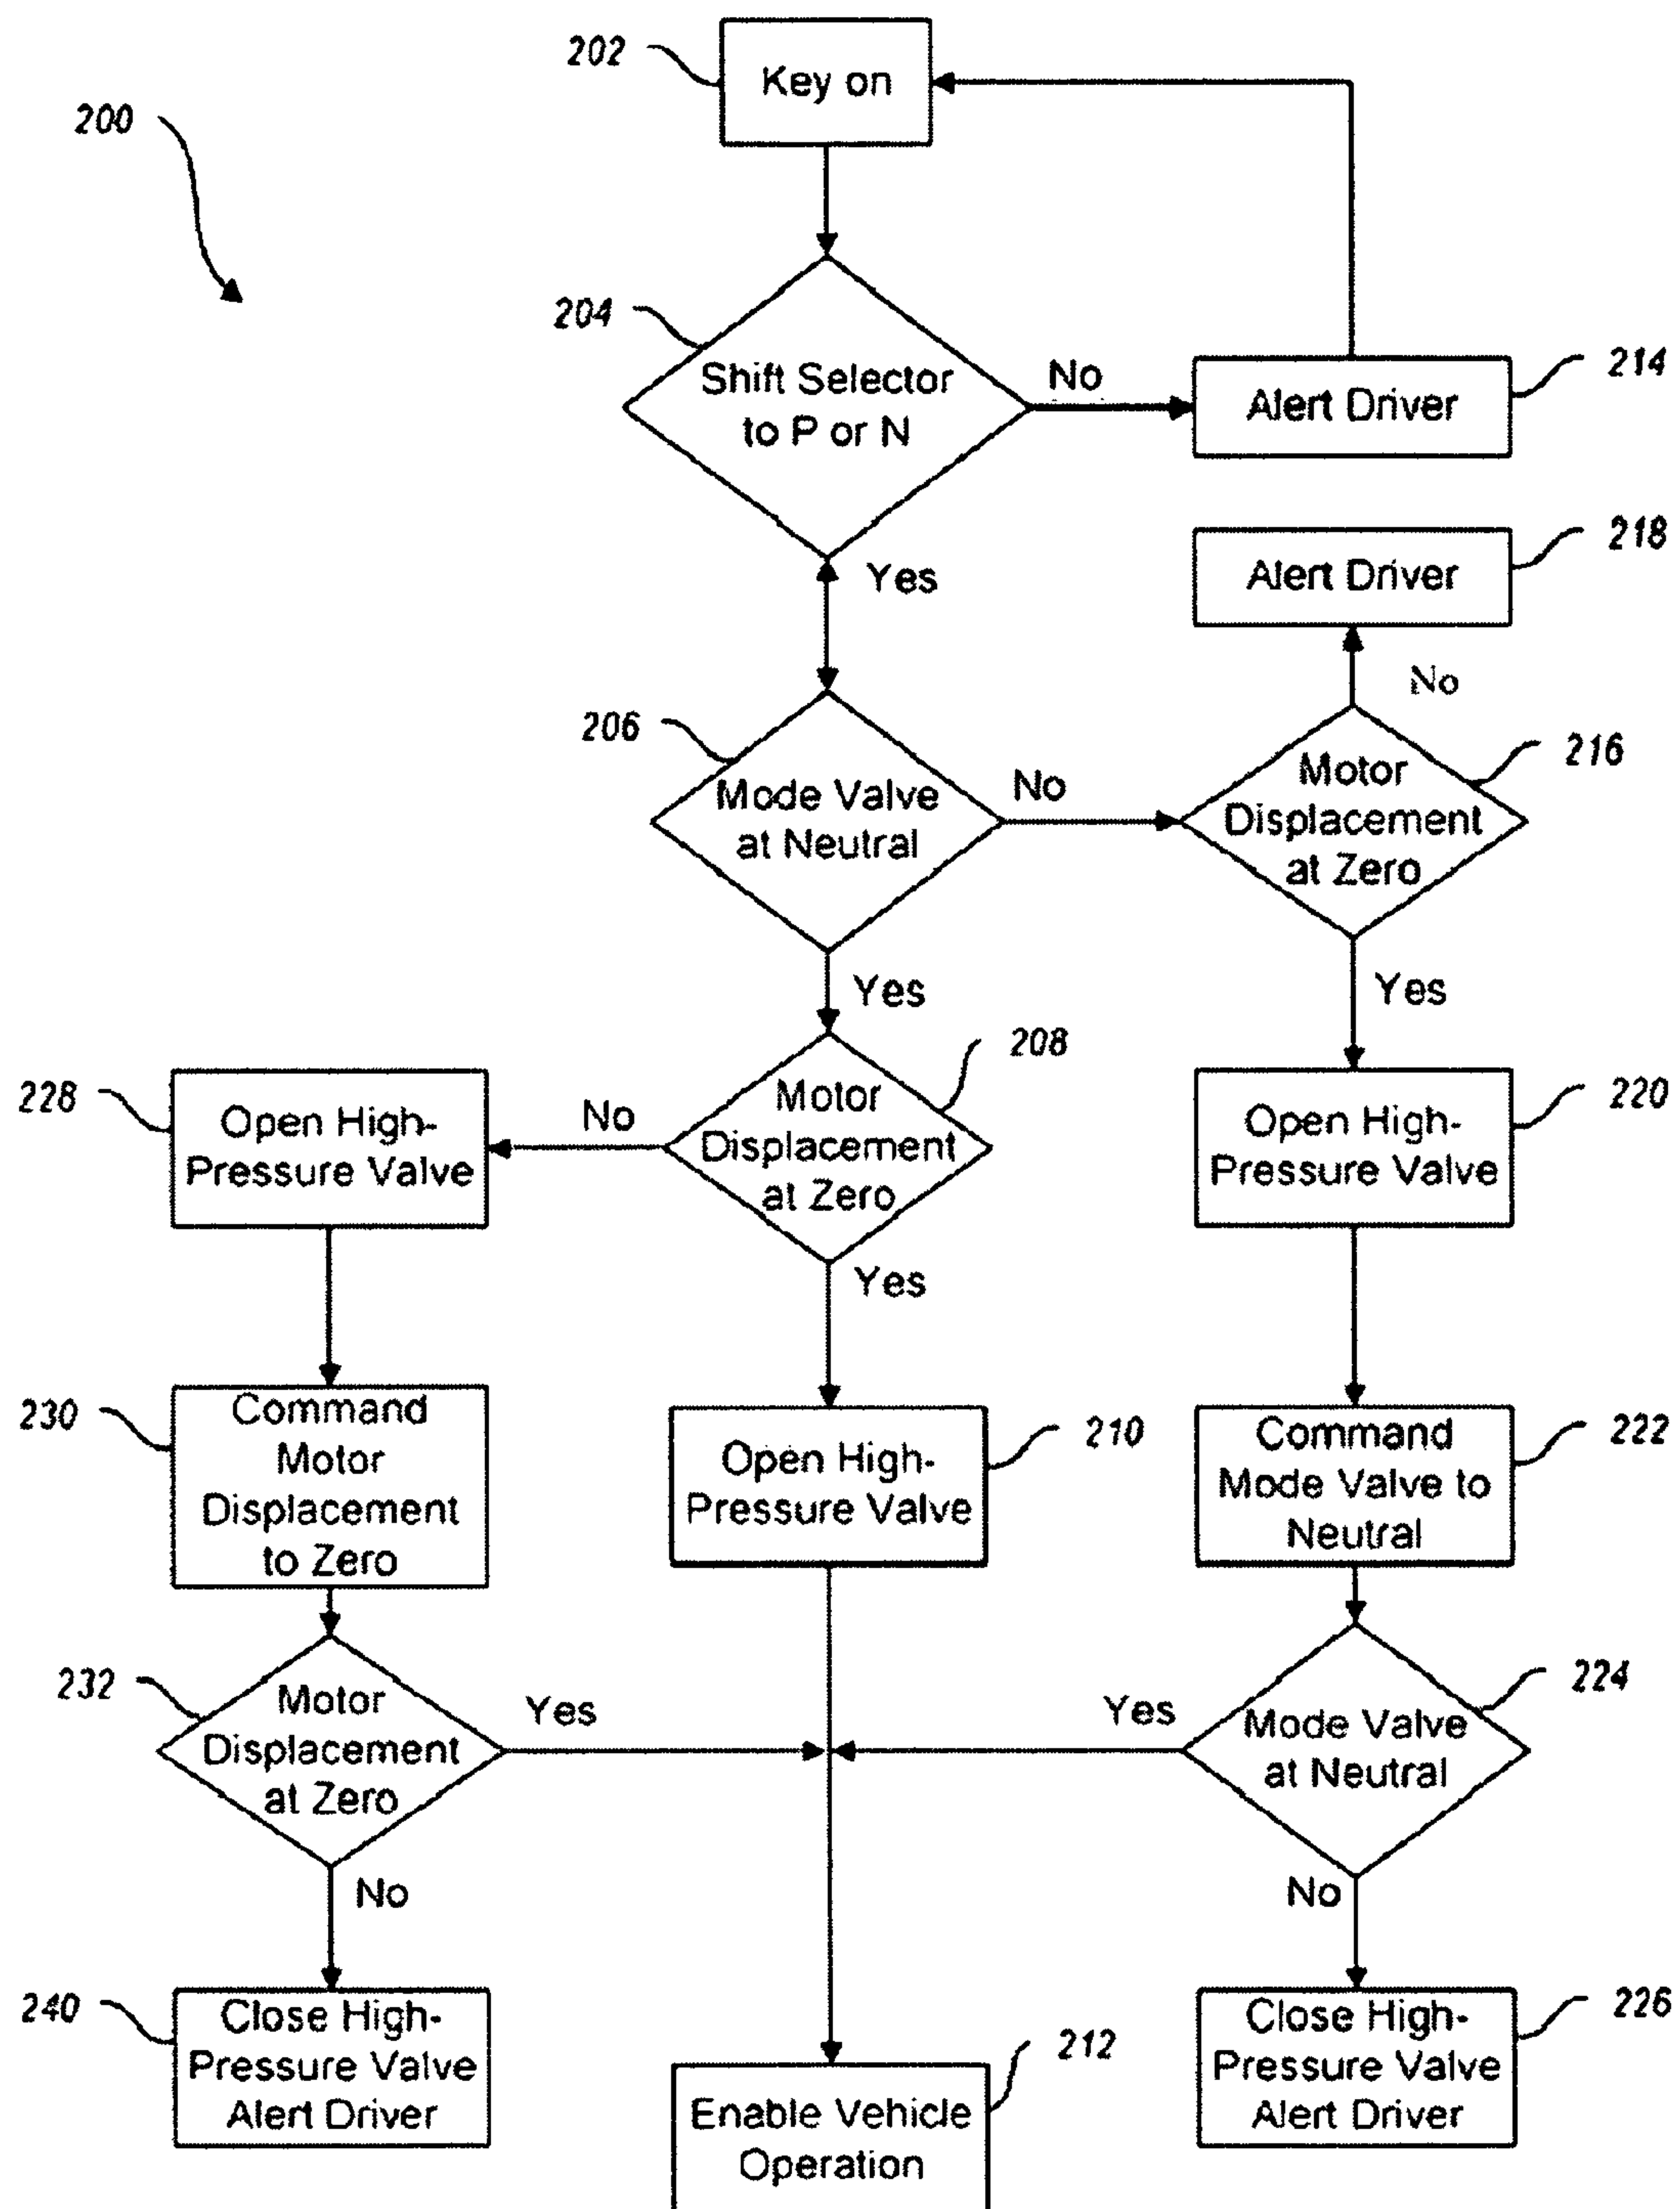 202
Key on
200
204
Shift Selector
to P or N
No
Alert Driver
214
Yes
Alert Driver
218
No
206
Mode Valve
at Neutral
No
Motor
Displacement
at Zero
216
Yes
Yes
208
Motor
Displacement
at Zero
No
228
Open High-
Pressure Valve
Open High-
Pressure Valve
220
Yes
230
Command
Motor
Displacement
to Zero
Open High-
Pressure Valve
210
Command
Mode Valve to
Neutral
222
232
Motor
Displacement
at Zero
Yes
Yes
Mode Valve
at Neutral
224
No
No
240
Close High-
Pressure Valve
Alert Driver
212
Enable Vehicle
Operation
Close High-
Pressure Valve
Alert Driver
226